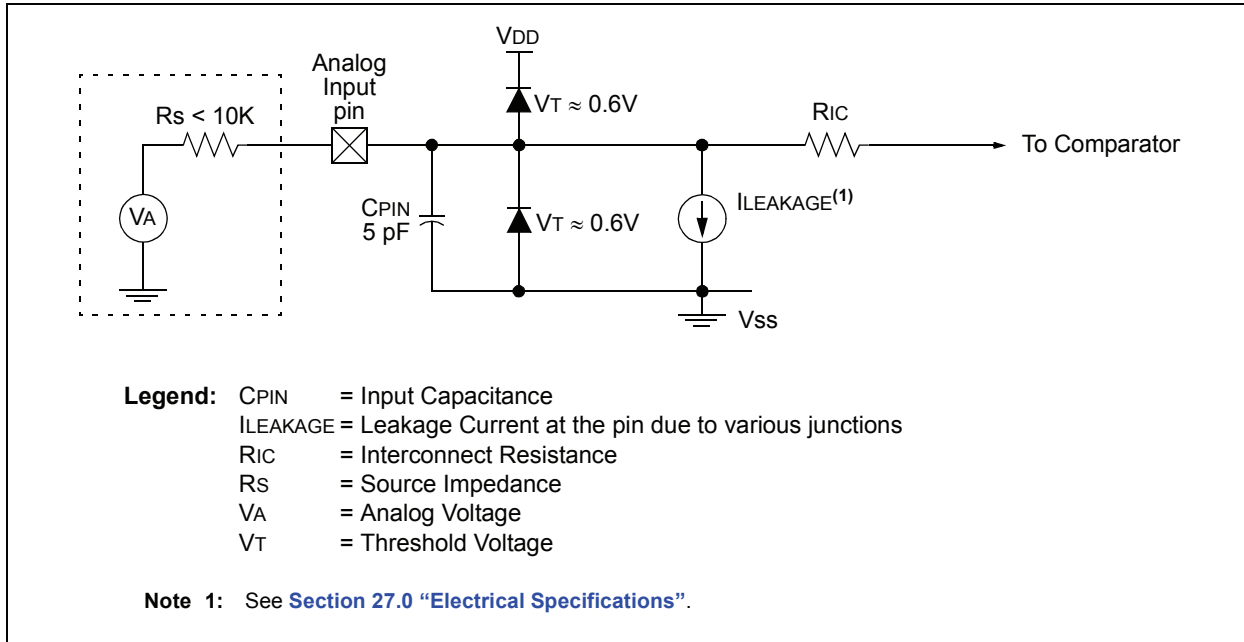 VDD
Analog
Input
pin
Rs < 10K
VT ≈ 0.6V
RIC
To Comparator
VA
CPIN
5 pF
VT ≈ 0.6V
ILEAKAGE(1)
Vss
Legend: CPIN = Input Capacitance
ILEAKAGE = Leakage Current at the pin due to various junctions
RIC = Interconnect Resistance
RS = Source Impedance
VA = Analog Voltage
VT = Threshold Voltage
Note 1: See Section 27.0 “Electrical Specifications”.